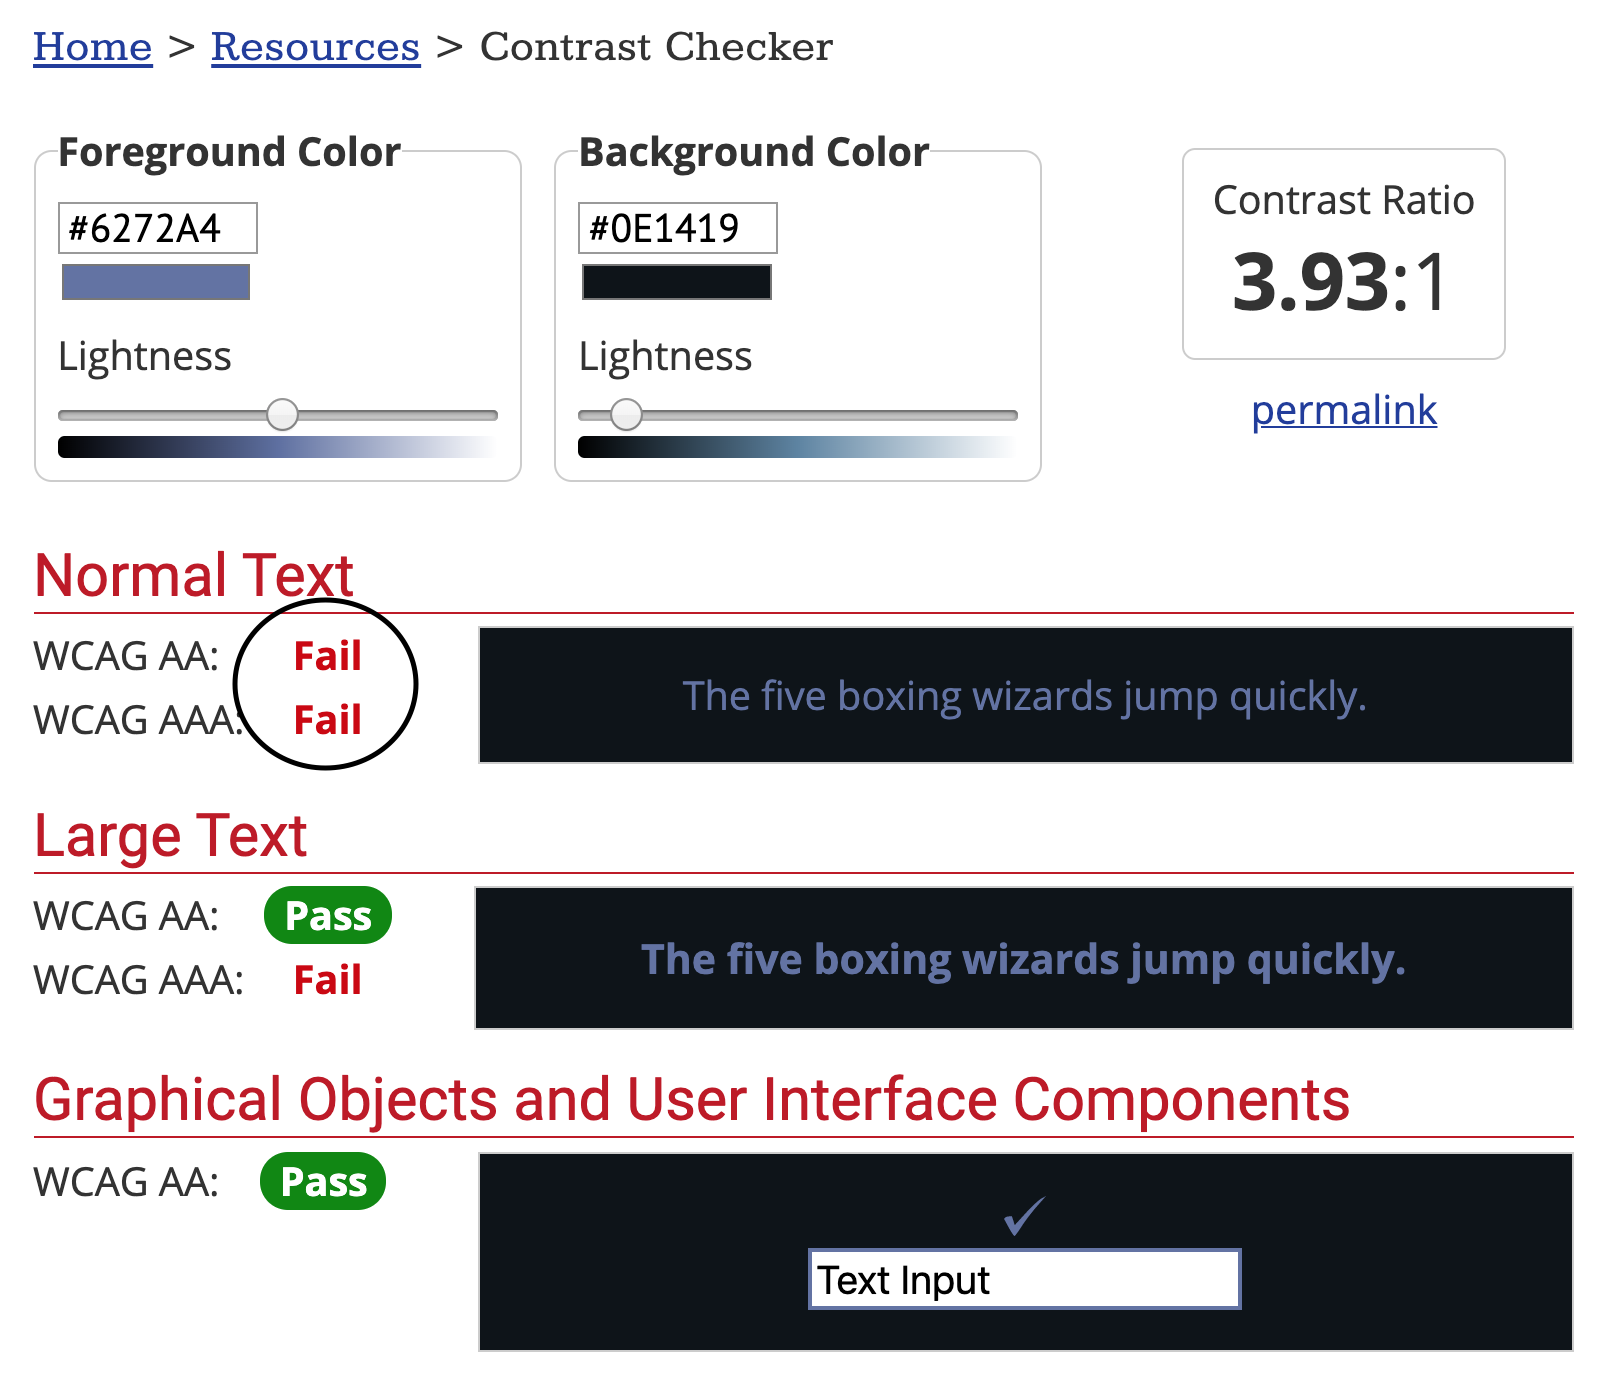 Home > Resources > Contrast Checker
Foreground Color
#6272A4
Lightness
Background Color
#0E1419
Lightness
Contrast Ratio
3.93:1
permalink
Normal Text
WCAG AA: Fail
WCAG AAA: Fail
The five boxing wizards jump quickly.
Large Text
WCAG AA: Pass
WCAG AAA: Fail
The five boxing wizards jump quickly.
Graphical Objects and User Interface Components
WCAG AA: Pass
✓
Text Input